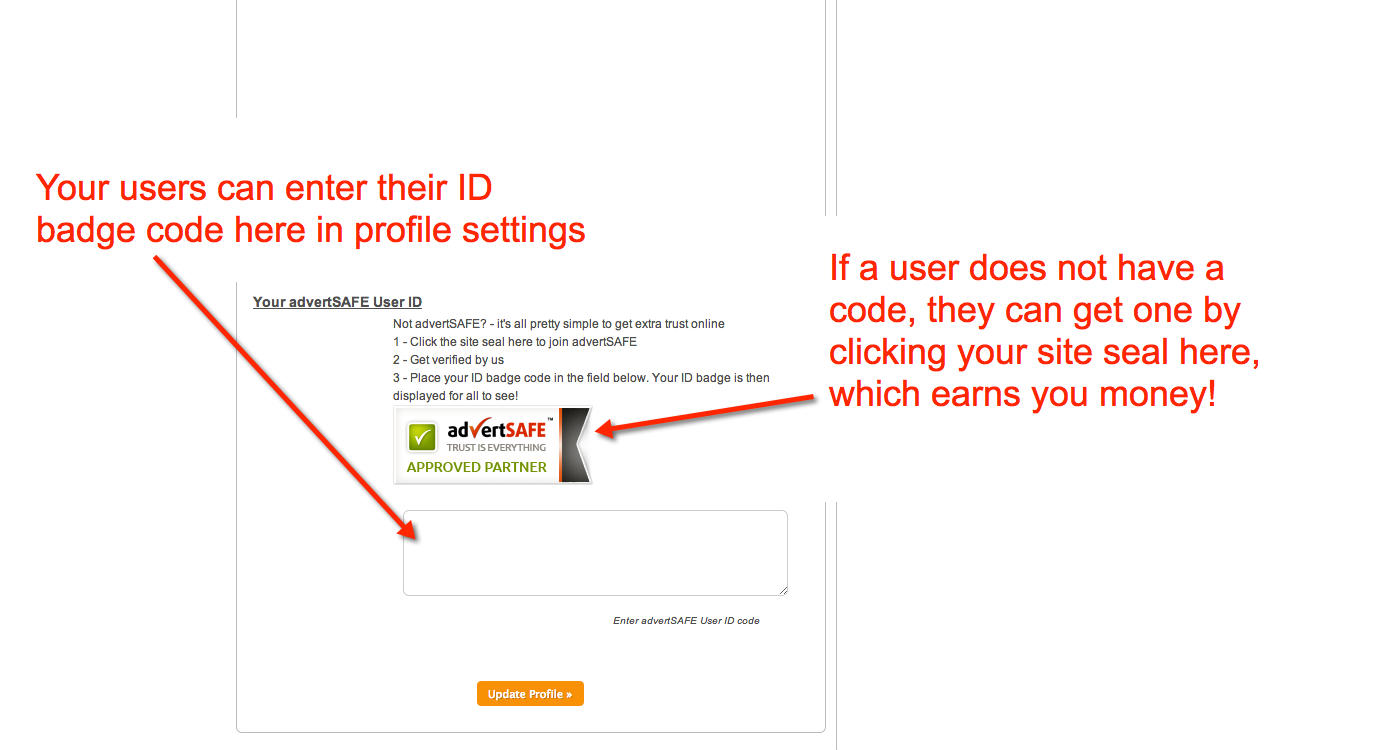 Your users can enter their ID
badge code here in profile settings
If a user does not have a
code, they can get one by
clicking your site seal here,
which earns you money!
Your advertSAFE User ID
Not advertSAFE? - it's all pretty simple to get extra trust online
1 - Click the site seal here to join advertSAFE
2 - Get verified by us
3 - Place your ID badge code in the field below. Your ID badge is then
displayed for all to see!
advertSAFE™
TRUST IS EVERYTHING
APPROVED PARTNER
Enter advertSAFE User ID code
Update Profile »